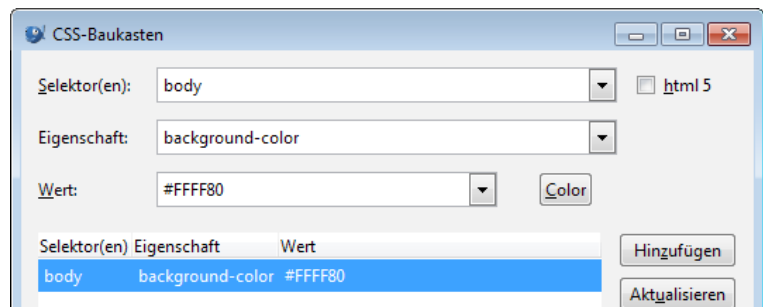 CSS-Baukasten
Selektor(en): body html 5
Eigenschaft: background-color
Wert: #FFFF80 Color
Selektor(en) Eigenschaft Wert
Hinzufügen
body background-color #FFFF80
Aktualisieren